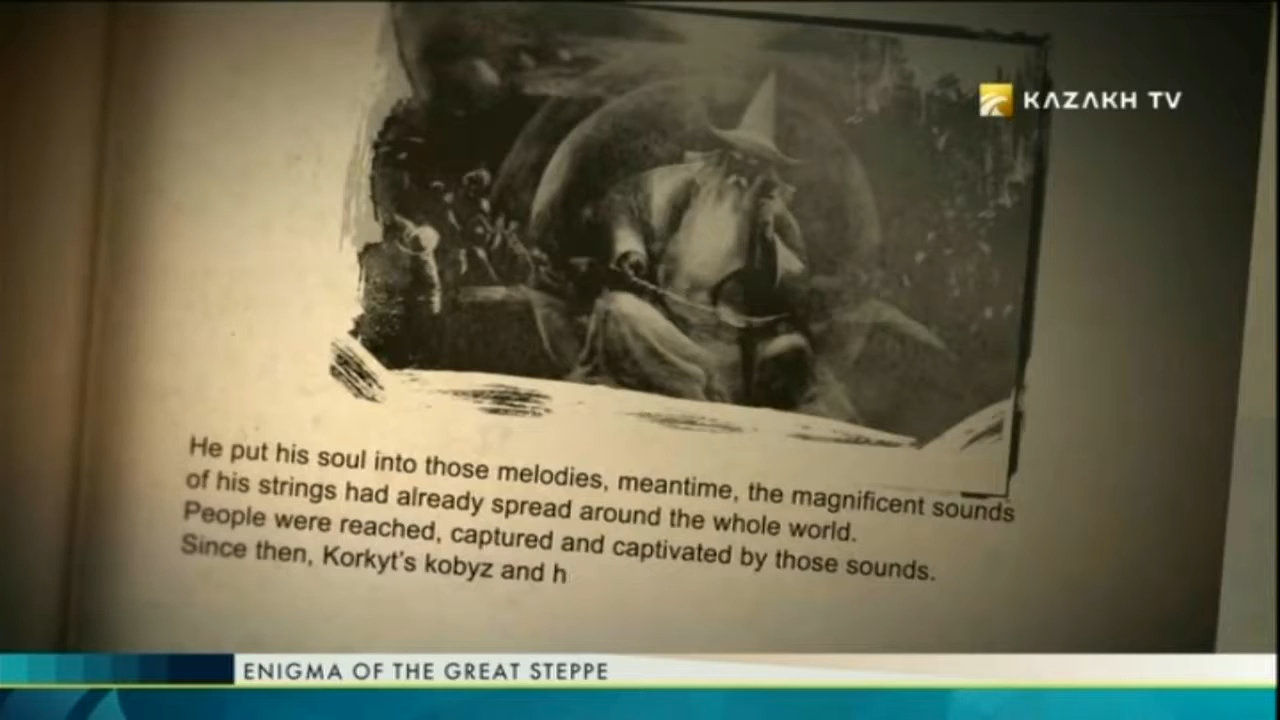 KAZAKH TV
He put his soul into those melodies, meantime, the magnificent sounds
of his strings had already spread around the whole world.
People were reached, captured and captivated by those sounds.
Since then, Korkyt's kobyz and h
ENIGMA OF THE GREAT STEPPE